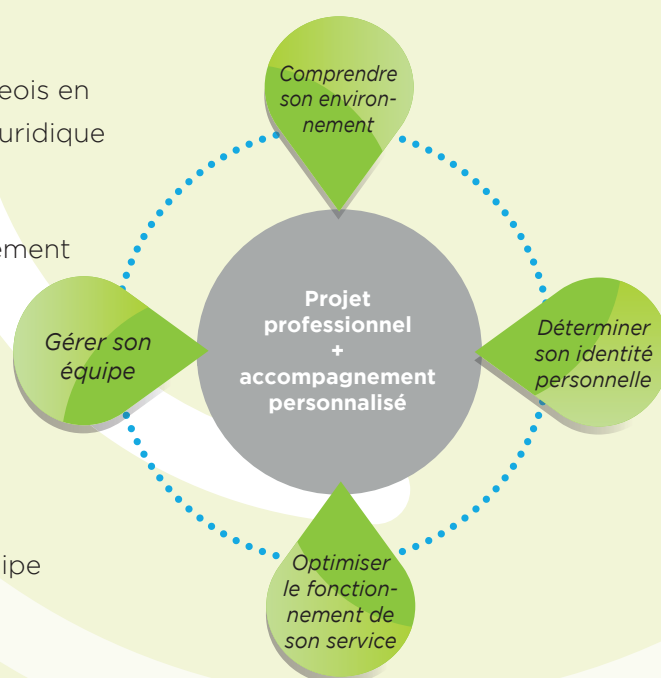 eois en
uridique
ement
ipe
Comprendre
son environ-
nement
Gérer son
équipe
Projet
professionnel
+
accompagnement
personnalisé
Déterminer
son identité
personnelle
Optimiser
le fonction-
nement de
son service